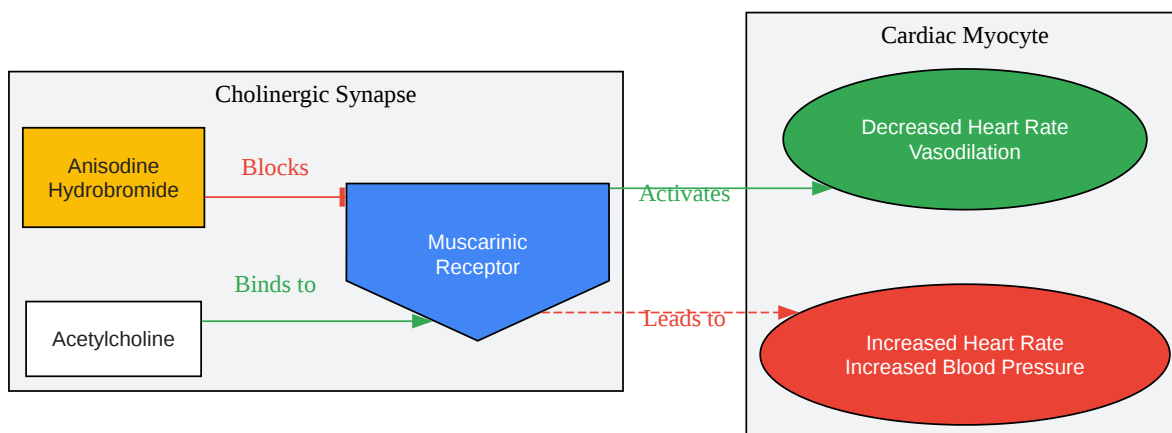 Cardiac Myocyte
Cholinergic Synapse
Decreased Heart Rate
Vasodilation
Anisodine
Hydrobromide
Blocks
Activates
Muscarinic
Receptor
Binds to
Acetylcholine
Leads to
Increased Heart Rate
Increased Blood Pressure